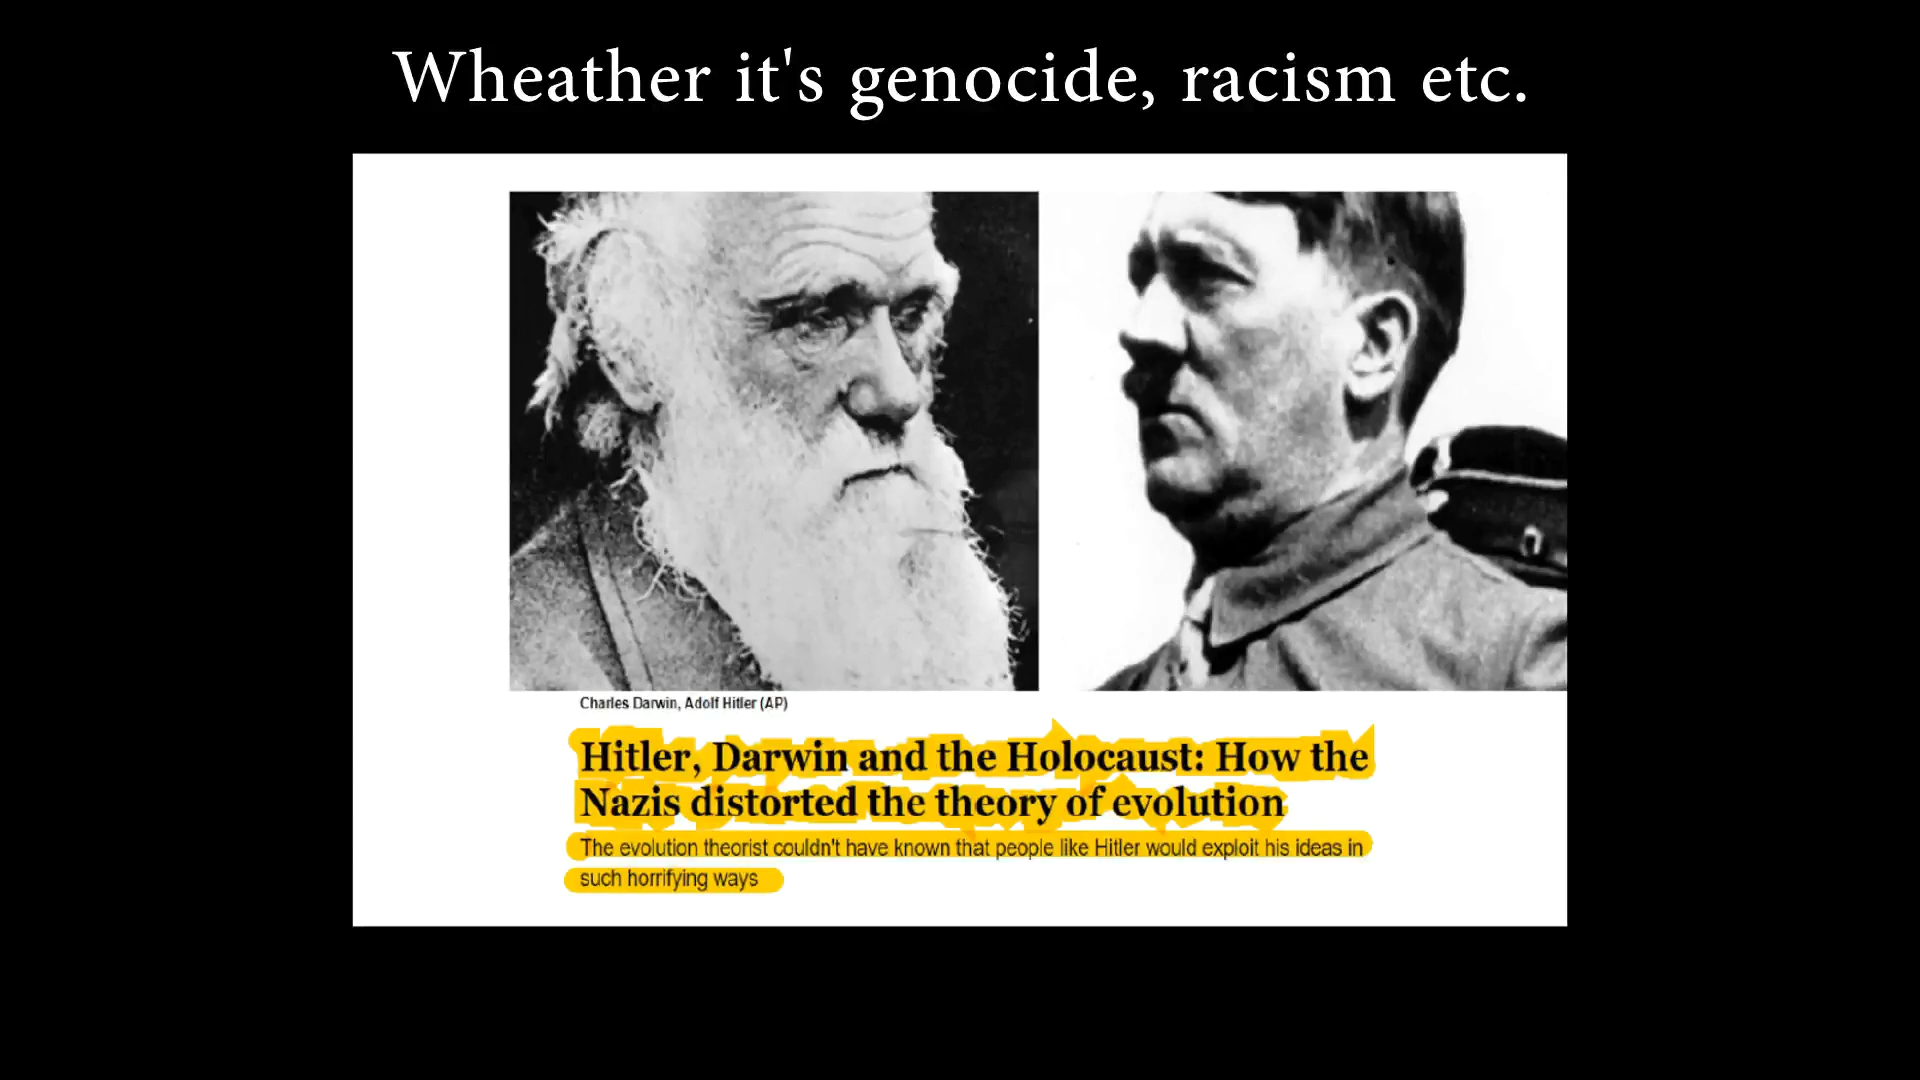 Wheather it's genocide, racism etc.
Charles Darwin, Adolf Hitler (AP)
Hitler, Darwin and the Holocaust: How the
Nazis distorted the theory of evolution
The evolution theorist couldn't have known that people like Hitler would exploit his ideas in
such horrifying ways